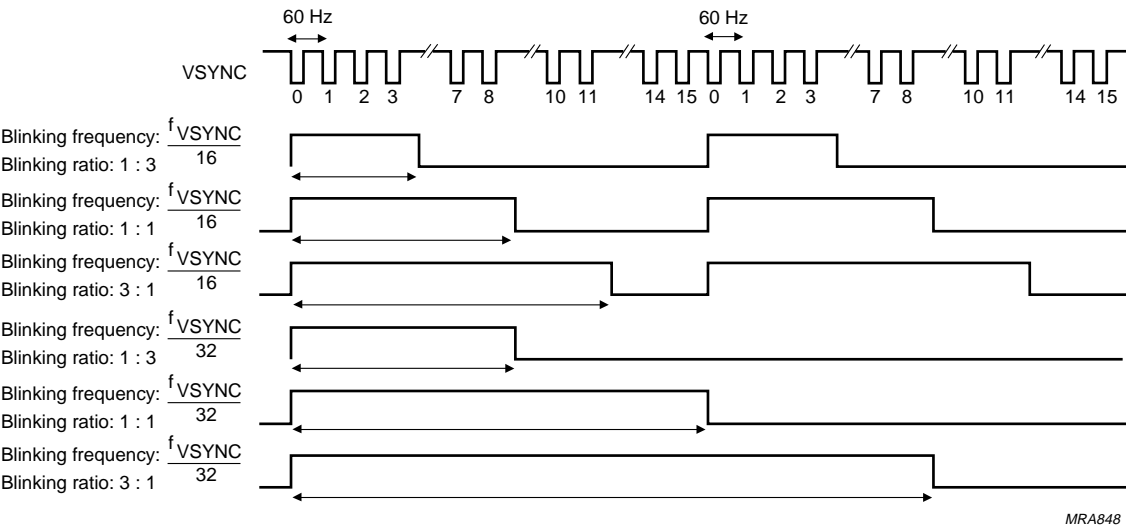 60 Hz 60 Hz
VSYNC
0 1 2 3 7 8 10 11 14 15 0 1 2 3 7 8 10 11 14 15
Blinking frequency: fVSYNC
16
Blinking ratio: 1 : 3
Blinking frequency: fVSYNC
16
Blinking ratio: 1 : 1
Blinking frequency: fVSYNC
16
Blinking ratio: 3 : 1
Blinking frequency: fVSYNC
32
Blinking ratio: 1 : 3
Blinking frequency: fVSYNC
32
Blinking ratio: 1 : 1
Blinking frequency: fVSYNC
32
Blinking ratio: 3 : 1
MRA848